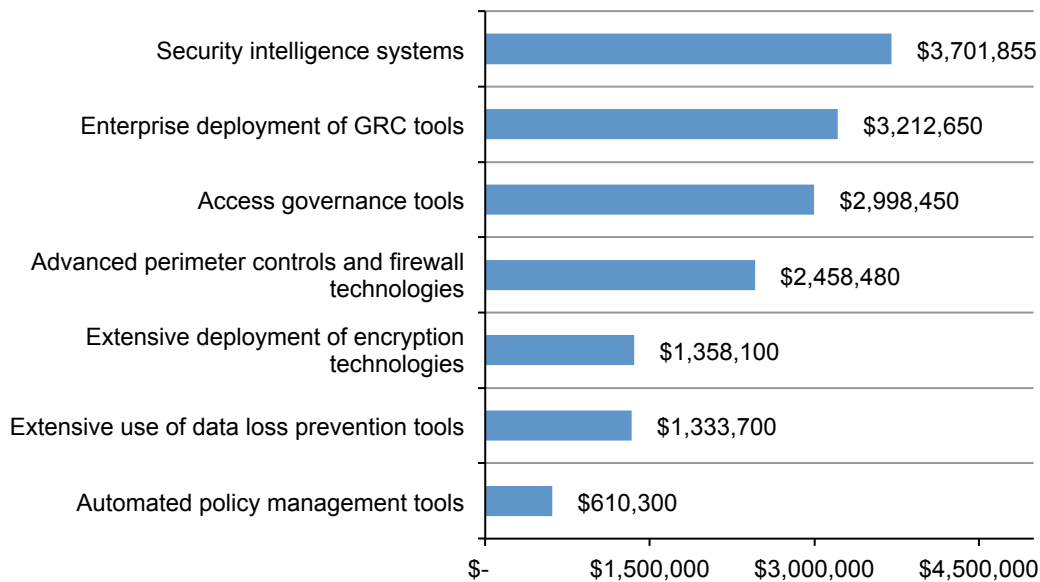 Security intelligence systems
$3,701,855
Enterprise deployment of GRC tools
$3,212,650
Access governance tools
$2,998,450
Advanced perimeter controls and firewall
technologies
$2,458,480
Extensive deployment of encryption
technologies
$1,358,100
Extensive use of data loss prevention tools
$1,333,700
Automated policy management tools
$610,300
$- $1,500,000 $3,000,000 $4,500,000